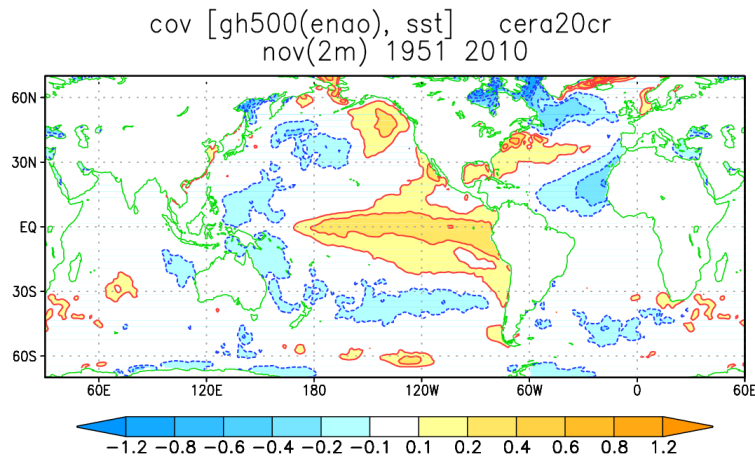 cov [gh500(enao), sst] cera20cr
nov(2m) 1951 2010
60N
30N
EQ
30S
60S
60E 120E 180 120W 60W 0 60E
-1.2 -0.8 -0.6 -0.4 -0.2 -0.1 0.1 0.2 0.4 0.6 0.8 1.2